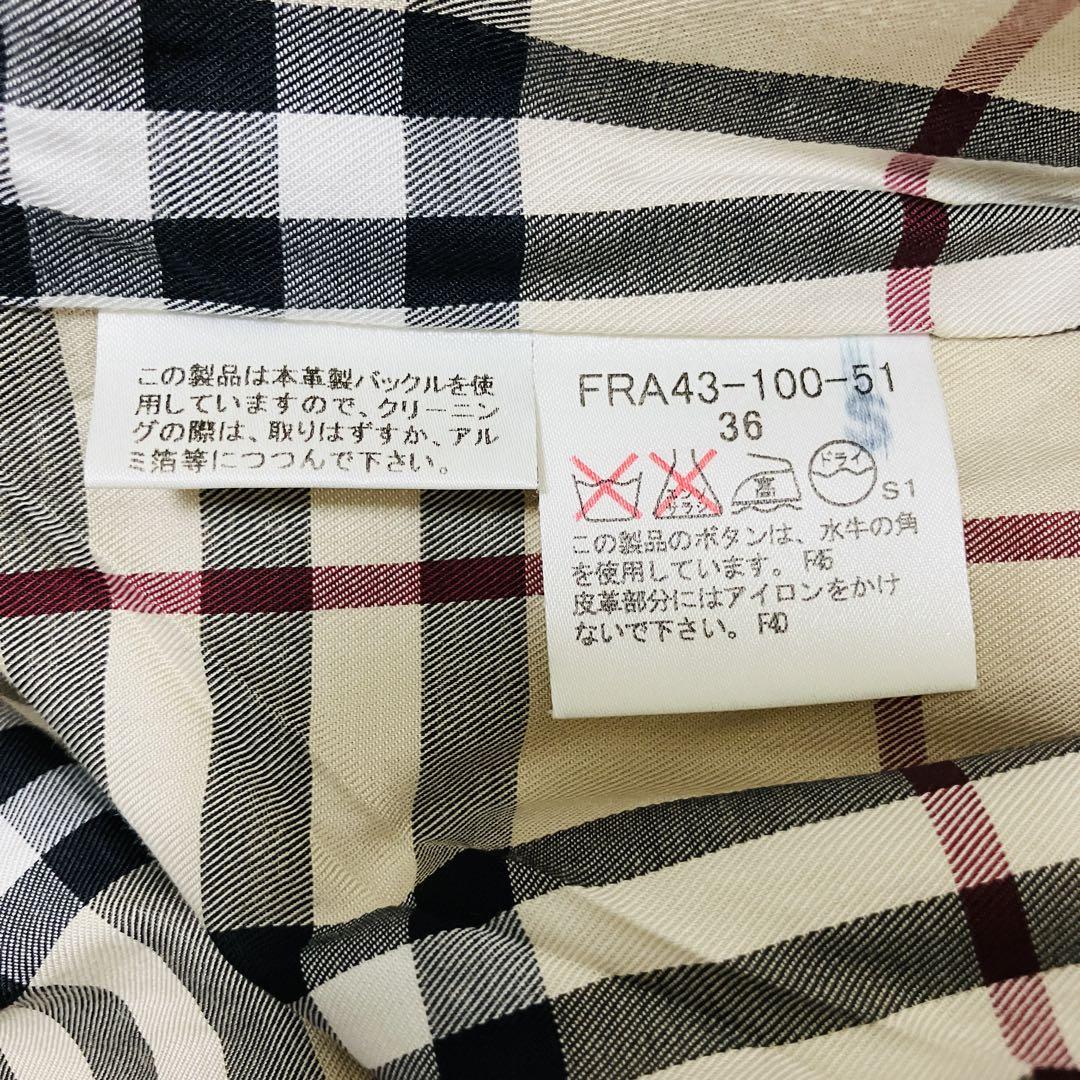 この製品は本革製バックルを使
用していますので、クリーニン
グの際は、取りはずすか、アル
ミ箔等につつんで下さい。
FRA43-100-51
36
S
サラシ
高
ドライ
S1
この製品のボタンは、水牛の角
を使用しています。F45
皮革部分にはアイロンをかけ
ないで下さい。F40